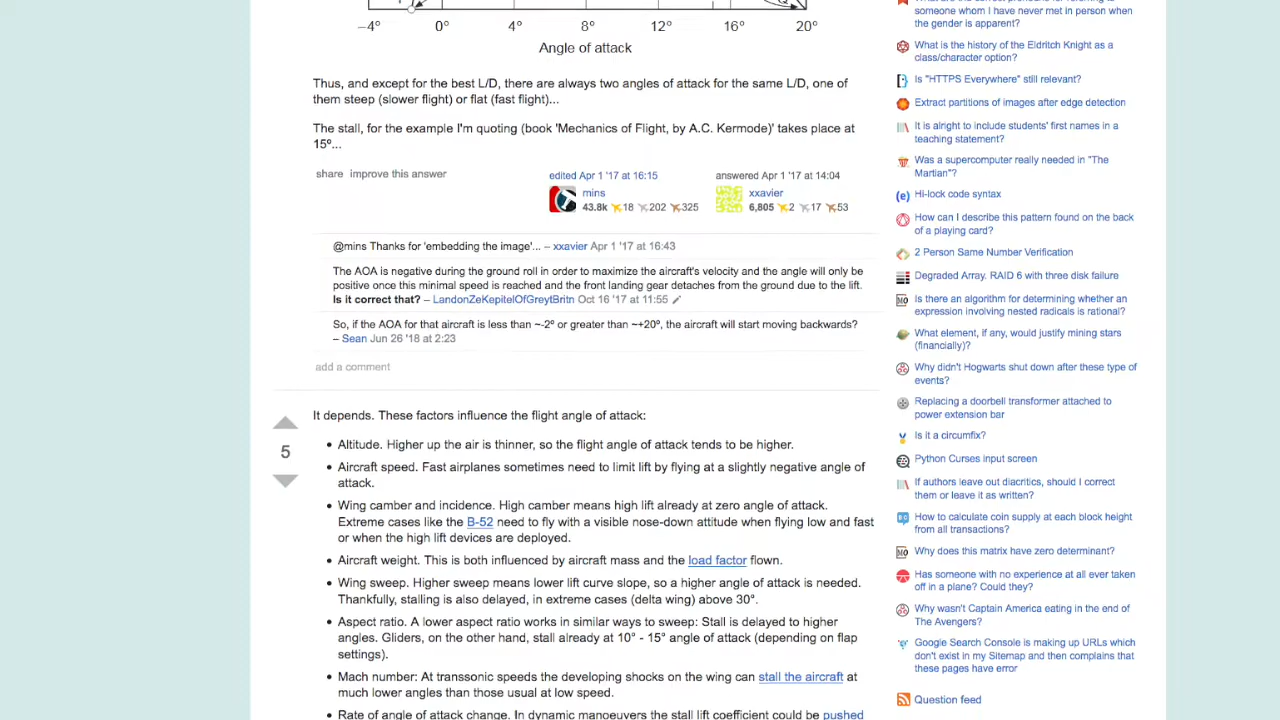 −4° 0° 4° 8° 12° 16° 20°
Angle of attack
Thus, and except for the best L/D, there are always two angles of attack for the same L/D, one of
them steep (slower flight) or flat (fast flight)...
The stall, for the example I'm quoting (book 'Mechanics of Flight, by A.C. Kermode)' takes place at
15º...
share improve this answer
edited Apr 1 '17 at 16:15
mins
43.8k 18 202 325
answered Apr 1 '17 at 14:04
xxavier
6,805 2 17 53
@mins Thanks for 'embedding the image'... – xxavier Apr 1 '17 at 16:43
The AOA is negative during the ground roll in order to maximize the aircraft's velocity and the angle will only be
positive once this minimal speed is reached and the front landing gear detaches from the ground due to the lift.
Is it correct that? – LandonZeKepitelOfGreytBritn Oct 16 '17 at 11:55
So, if the AOA for that aircraft is less than ~-2º or greater than ~+20º, the aircraft will start moving backwards?
– Sean Jun 26 '18 at 2:23
add a comment
5
It depends. These factors influence the flight angle of attack:
• Altitude. Higher up the air is thinner, so the flight angle of attack tends to be higher.
• Aircraft speed. Fast airplanes sometimes need to limit lift by flying at a slightly negative angle of
attack.
• Wing camber and incidence. High camber means high lift already at zero angle of attack.
Extreme cases like the B-52 need to fly with a visible nose-down attitude when flying low and fast
or when the high lift devices are deployed.
• Aircraft weight. This is both influenced by aircraft mass and the load factor flown.
• Wing sweep. Higher sweep means lower lift curve slope, so a higher angle of attack is needed.
Thankfully, stalling is also delayed, in extreme cases (delta wing) above 30°.
• Aspect ratio. A lower aspect ratio works in similar ways to sweep: Stall is delayed to higher
angles. Gliders, on the other hand, stall already at 10° - 15° angle of attack (depending on flap
settings).
• Mach number: At transsonic speeds the developing shocks on the wing can stall the aircraft at
much lower angles than those usual at low speed.
• Rate of angle of attack change. In dynamic manoeuvres the stall lift coefficient could be pushed
someone whom I have never met in person when
the gender is apparent?
What is the history of the Eldritch Knight as a
class/character option?
Is "HTTPS Everywhere" still relevant?
Extract partitions of images after edge detection
It is alright to include students' first names in a
teaching statement?
Was a supercomputer really needed in "The
Martian"?
(e) Hi-lock code syntax
How can I describe this pattern found on the back
of a playing card?
2 Person Same Number Verification
Degraded Array. RAID 6 with three disk failure
Is there an algorithm for determining whether an
expression involving nested radicals is rational?
What element, if any, would justify mining stars
(financially)?
Why didn't Hogwarts shut down after these type of
events?
Replacing a doorbell transformer attached to
power extension bar
Is it a circumfix?
Python Curses input screen
If authors leave out diacritics, should I correct
them or leave it as written?
How to calculate coin supply at each block height
from all transactions?
Why does this matrix have zero determinant?
Has someone with no experience at all ever taken
off in a plane? Could they?
Why wasn't Captain America eating in the end of
The Avengers?
Google Search Console is making up URLs which
don't exist in my Sitemap and then complains that
these pages have error
Question feed